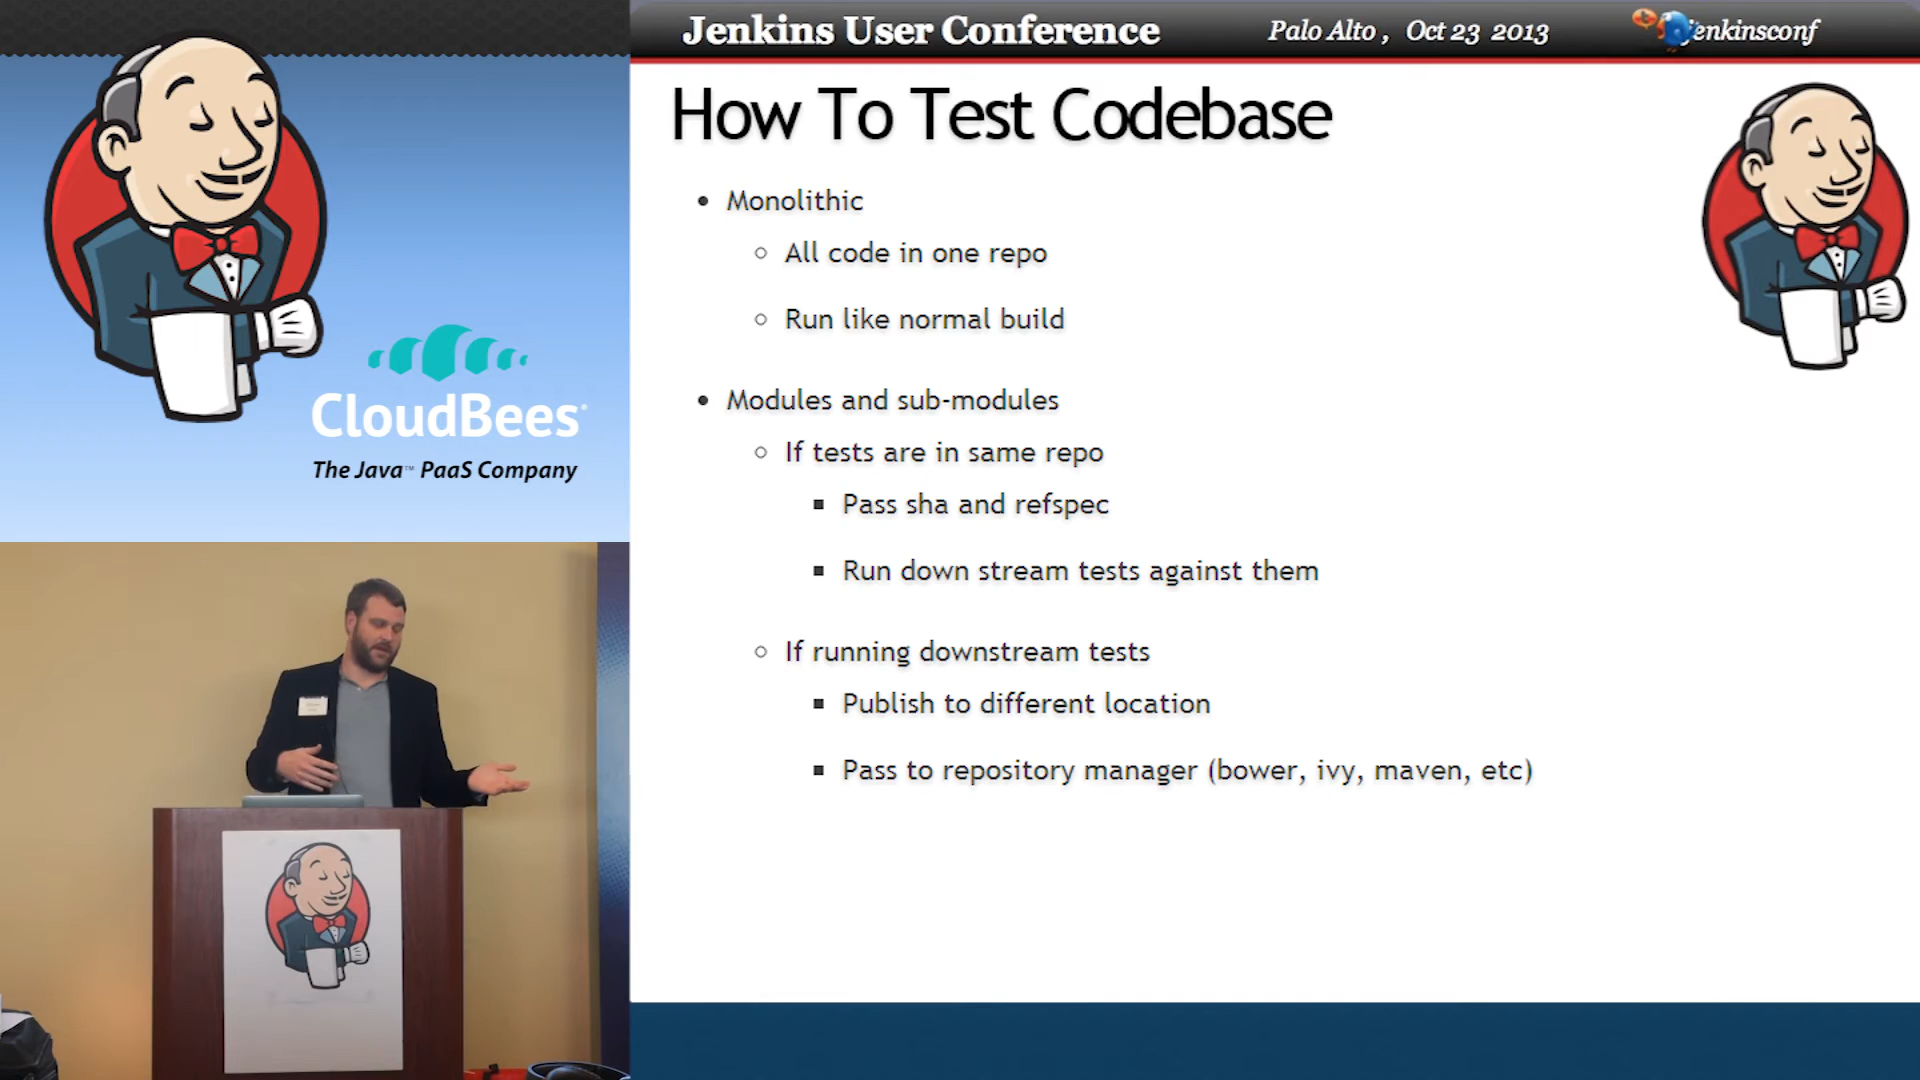 Jenkins User Conference
Palo Alto , Oct 23 2013
jenkinsconf
How To Test Codebase
• Monolithic
○ All code in one repo
○ Run like normal build
• Modules and sub-modules
○ If tests are in same repo
▪ Pass sha and refspec
▪ Run down stream tests against them
○ If running downstream tests
▪ Publish to different location
▪ Pass to repository manager (bower, ivy, maven, etc)
CloudBees®
The Java™ PaaS Company